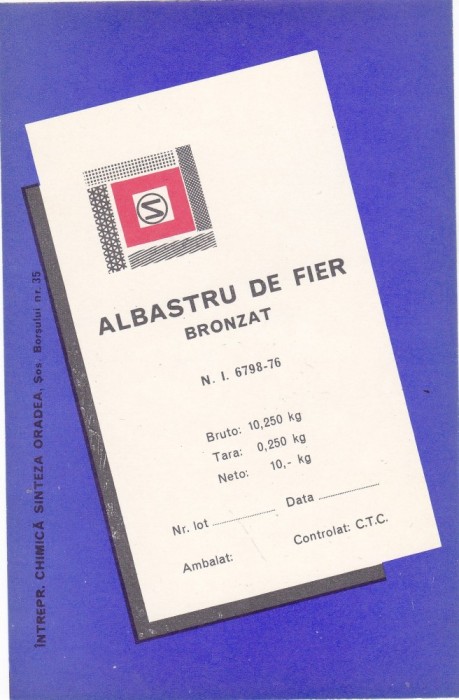 ALBASTRU DE FIER
BRONZAT
N. I. 6798-76
Bruto: 10,250 kg
Tara: 0,250 kg
Neto: 10,- kg
Nr. lot .................... Data ....................
Ambalat: Controlat: C.T.C.
ÎNTREPR. CHIMICĂ SINTEZA ORADEA, Șos. Borșului nr. 35